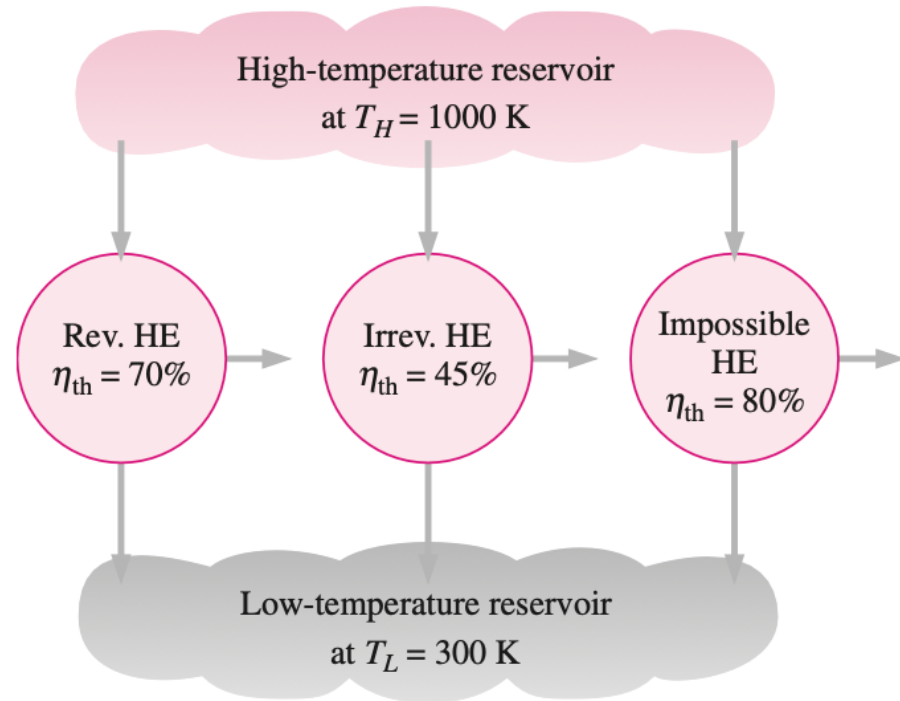 High-temperature reservoir
at T_H = 1000 K
Rev. HE
η_th = 70%
Irrev. HE
η_th = 45%
Impossible
HE
η_th = 80%
Low-temperature reservoir
at T_L = 300 K